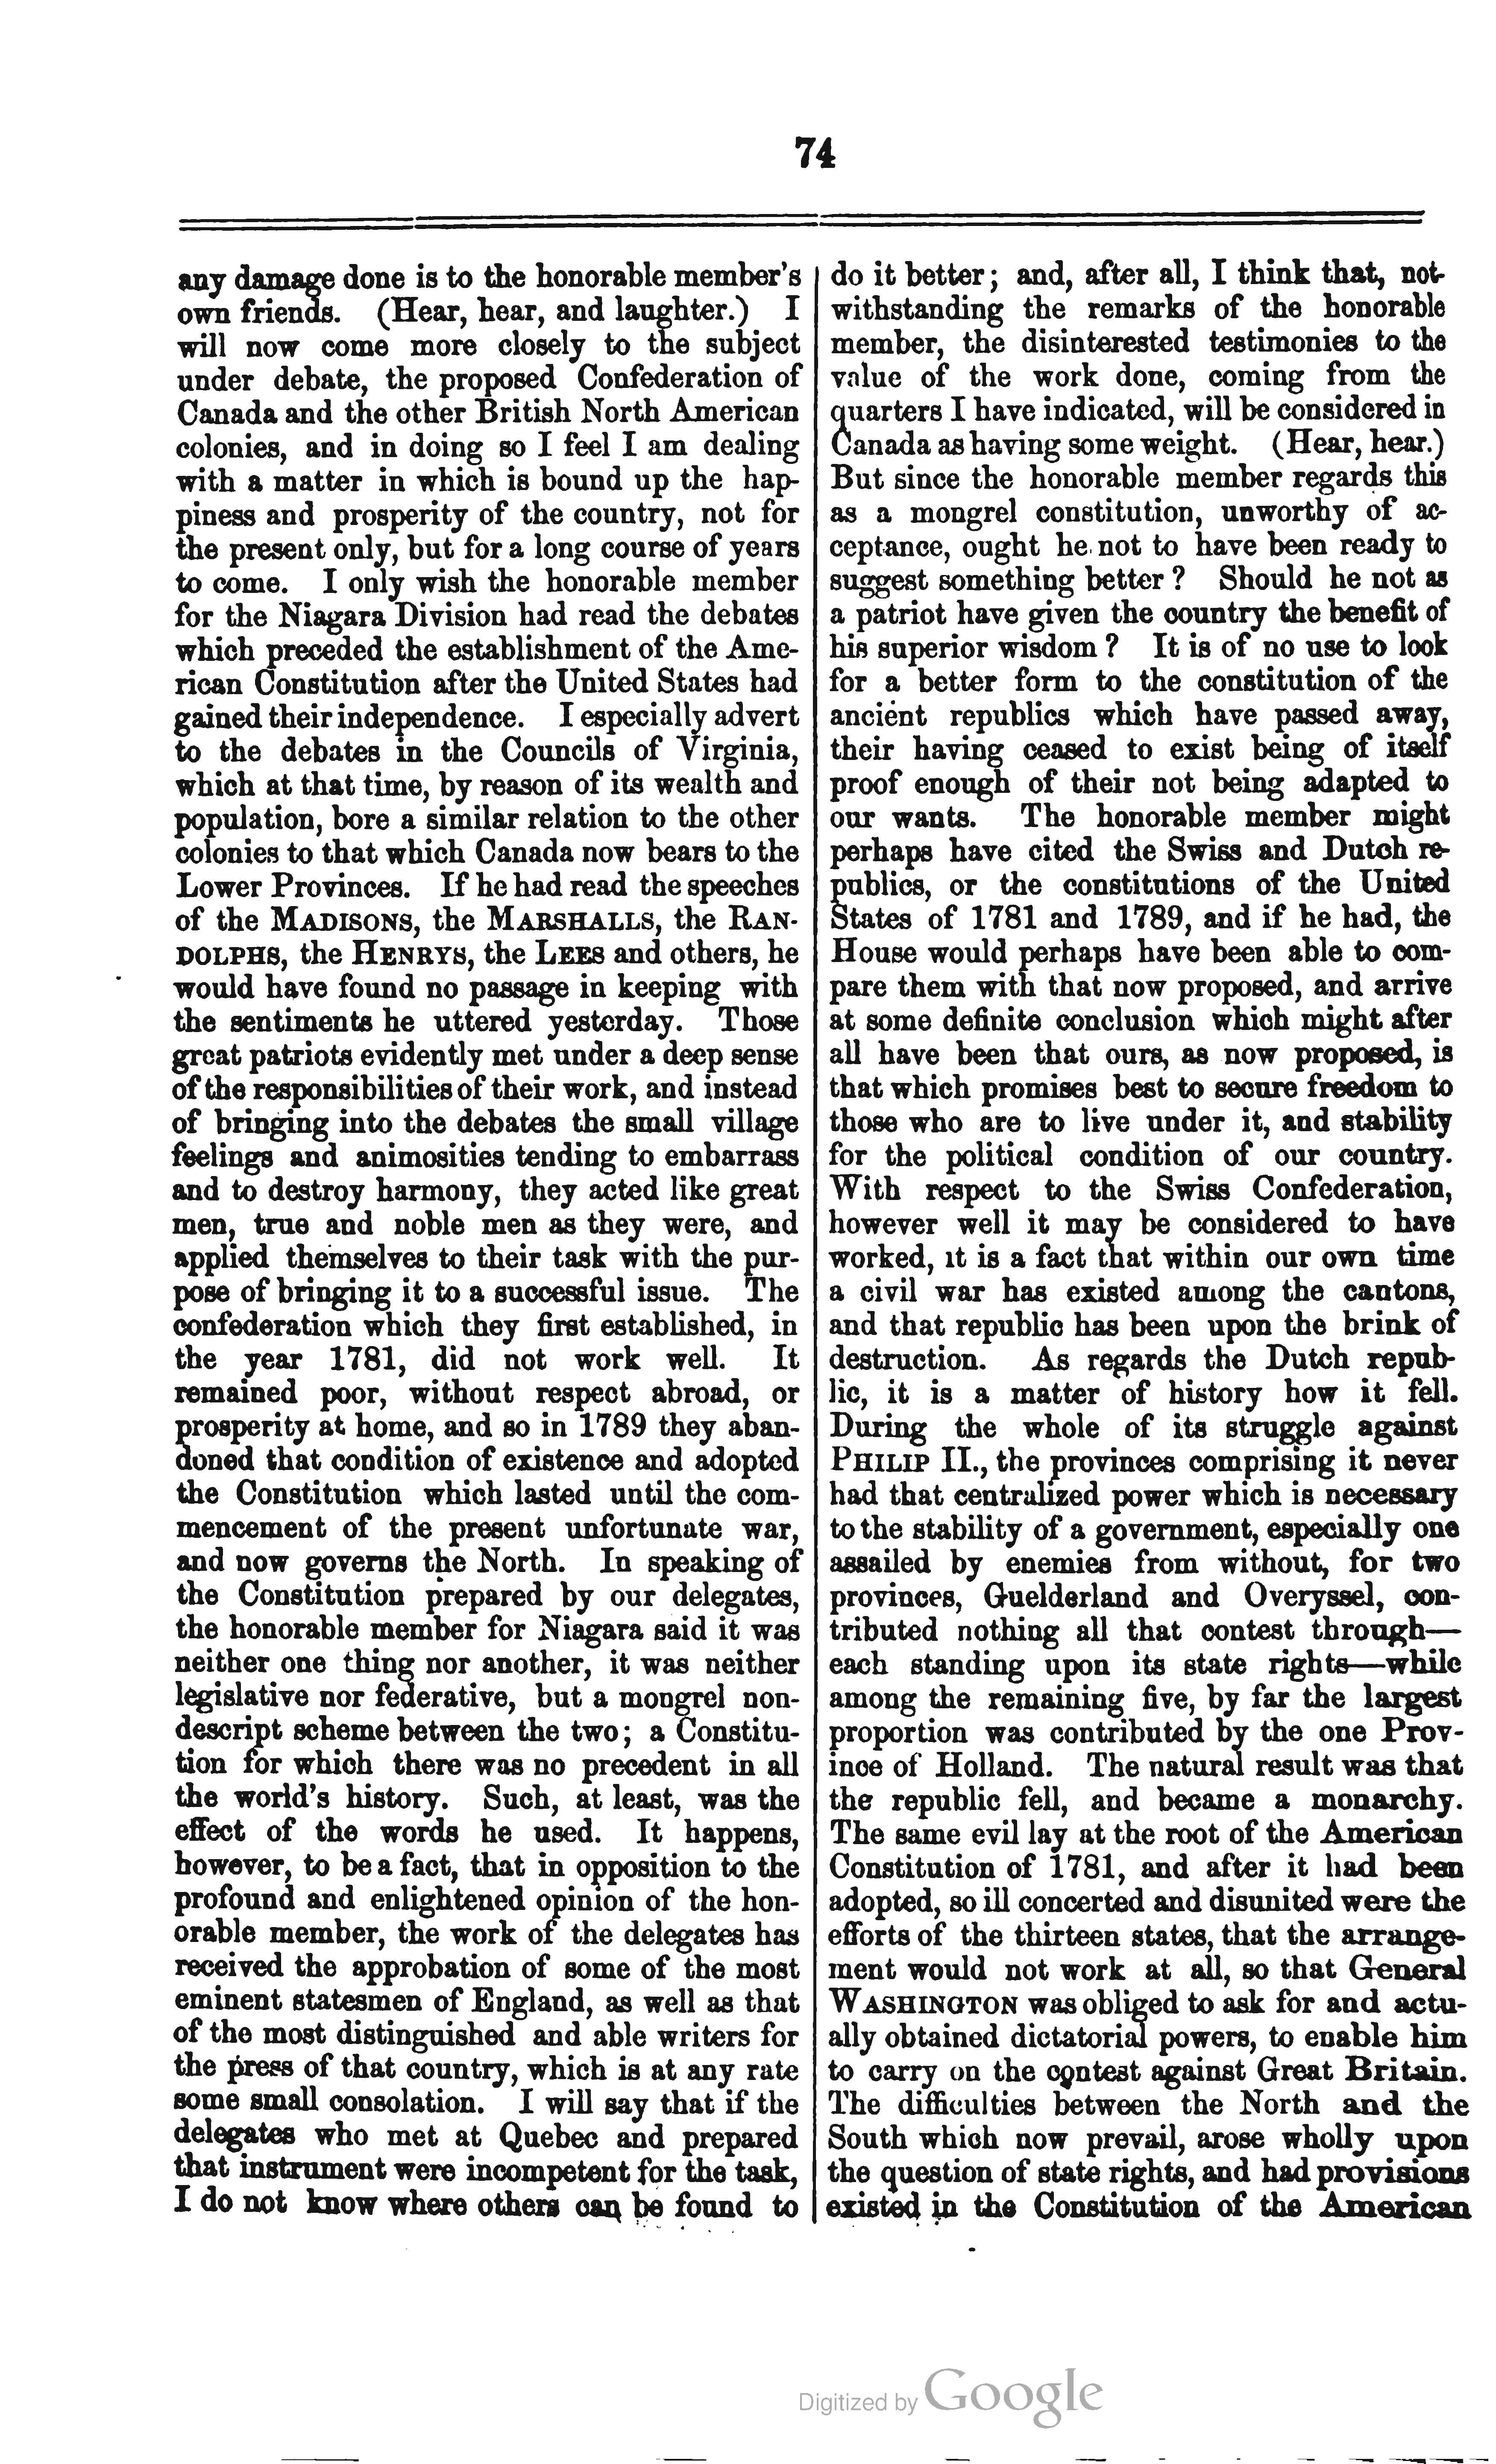 74
any damage done is to the honorable member's
own friends. (Hear, hear, and laughter.) I
will now come more closely to the subject
under debate, the proposed Confederation of
Canada and the other British North American
colonies, and in doing so I feel I am dealing
with a matter in which is bound up the hap-
piness and prosperity of the country, not for
the present only, but for a long course of years
to come. I only wish the honorable member
for the Niagara Division had read the debates
which preceded the establishment of the Ame-
rican Constitution after the United States had
gained their independence. I especially advert
to the debates in the Councils of Virginia,
which at that time, by reason of its wealth and
population, bore a similar relation to the other
colonies to that which Canada now bears to the
Lower Provinces. If he had read the speeches
of the MADISONS, the MARSHALLS, the RAN-
DOLPHS, the HENRYS, the LEES and others, he
would have found no passage in keeping with
the sentiments he uttered yesterday. Those
great patriots evidently met under a deep sense
of the responsibilities of their work, and instead
of bringing into the debates the small village
feelings and animosities tending to embarrass
and to destroy harmony, they acted like great
men, true and noble men as they were, and
applied themselves to their task with the pur-
pose of bringing it to a successful issue. The
confederation which they first established, in
the year 1781, did not work well. It
remained poor, without respect abroad, or
prosperity at home, and so in 1789 they aban-
doned that condition of existence and adopted
the Constitution which lasted until the com-
mencement of the present unfortunate war,
and now governs the North. In speaking of
the Constitution prepared by our delegates,
the honorable member for Niagara said it was
neither one thing nor another, it was neither
legislative nor federative, but a mongrel non-
descript scheme between the two; a Constitu-
tion for which there was no precedent in all
the world's history. Such, at least, was the
effect of the words he used. It happens,
however, to be a fact, that in opposition to the
profound and enlightened opinion of the hon-
orable member, the work of the delegates has
received the approbation of some of the most
eminent statesmen of England, as well as that
of the most distinguished and able writers for
the press of that country, which is at any rate
some small consolation. I will say that if the
delegates who met at Quebec and prepared
that instrument were incompetent for the task,
I do not know where others can be found to
do it better; and, after all, I think that, not-
withstanding the remarks of the honorable
member, the disinterested testimonies to the
value of the work done, coming from the
quarters I have indicated, will be considered in
Canada as having some weight. (Hear, hear.)
But since the honorable member regards this
as a mongrel constitution, unworthy of ac-
ceptance, ought he not to have been ready to
suggest something better? Should he not as
a patriot have given the country the benefit of
his superior wisdom? It is of no use to look
for a better form to the constitution of the
ancient republics which have passed away,
their having ceased to exist being of itself
proof enough of their not being adapted to
our wants. The honorable member might
perhaps have cited the Swiss and Dutch re-
publics, or the constitutions of the United
States of 1781 and 1789, and if he had, the
House would perhaps have been able to com-
pare them with that now proposed, and arrive
at some definite conclusion which might after
all have been that ours, as now proposed, is
that which promises best to secure freedom to
those who are to live under it, and stability
for the political condition of our country.
With respect to the Swiss Confederation,
however well it may be considered to have
worked, it is a fact that within our own time
a civil war has existed among the cantons,
and that republic has been upon the brink of
destruction. As regards the Dutch repub-
lic, it is a matter of history how it fell.
During the whole of its struggle against
PHILIP II., the provinces comprising it never
had that centralized power which is necessary
to the stability of a government, especially one
assailed by enemies from without, for two
provinces, Guelderland and Overyssel, con-
tributed nothing all that contest through—
each standing upon its state rights—while
among the remaining five, by far the largest
proportion was contributed by the one Prov-
ince of Holland. The natural result was that
the republic fell, and became a monarchy.
The same evil lay at the root of the American
Constitution of 1781, and after it had been
adopted, so ill concerted and disunited were the
efforts of the thirteen states, that the arrange-
ment would not work at all, so that General
WASHINGTON was obliged to ask for and actu-
ally obtained dictatorial powers, to enable him
to carry on the contest against Great Britain.
The difficulties between the North and the
South which now prevail, arose wholly upon
the question of state rights, and had provisions
existed in the Constitution of the American
Digitized by Google